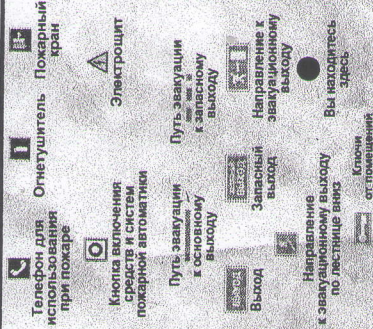 Телефон для
использования
при пожаре
Огнетушитель
Пожарный
кран
Кнопка включения
средств и систем
пожарной автоматики
Электрощит
Путь эвакуации
к основному
выходу
Путь эвакуации
к запасному
выходу
ВЫХОД
Выход
Запасный
выход
Направление к
эвакуационному
выходу
Направление
к эвакуационному выходу
по лестнице вниз
Вы находитесь
здесь
Ключи
от помещений